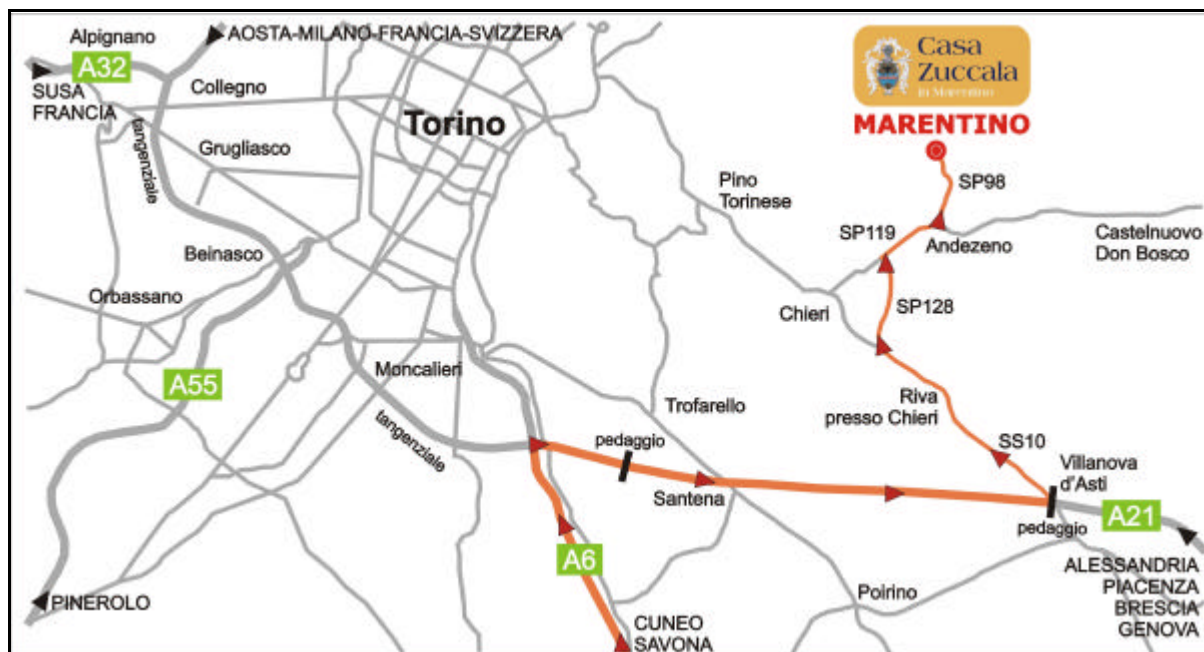 Alpignano
AOSTA-MILANO-FRANCIA-SVIZZERA
A32
SUSA
FRANCIA
Collegno
Casa
Zuccala
in Marentino
MARENTINO
Torino
tangenziale
Grugliasco
Pino
Torinese
SP98
SP119
Andezeno
Castelnuovo
Don Bosco
Beinasco
Orbassano
Chieri
SP128
Moncalieri
A55
Riva
presso Chieri
Trofarello
tangenziale
pedaggio
SS10
Villanova
d'Asti
Santena
pedaggio
A21
A6
ALESSANDRIA
PIACENZA
BRESCIA
GENOVA
PINEROLO
Poirino
CUNEO
SAVONA